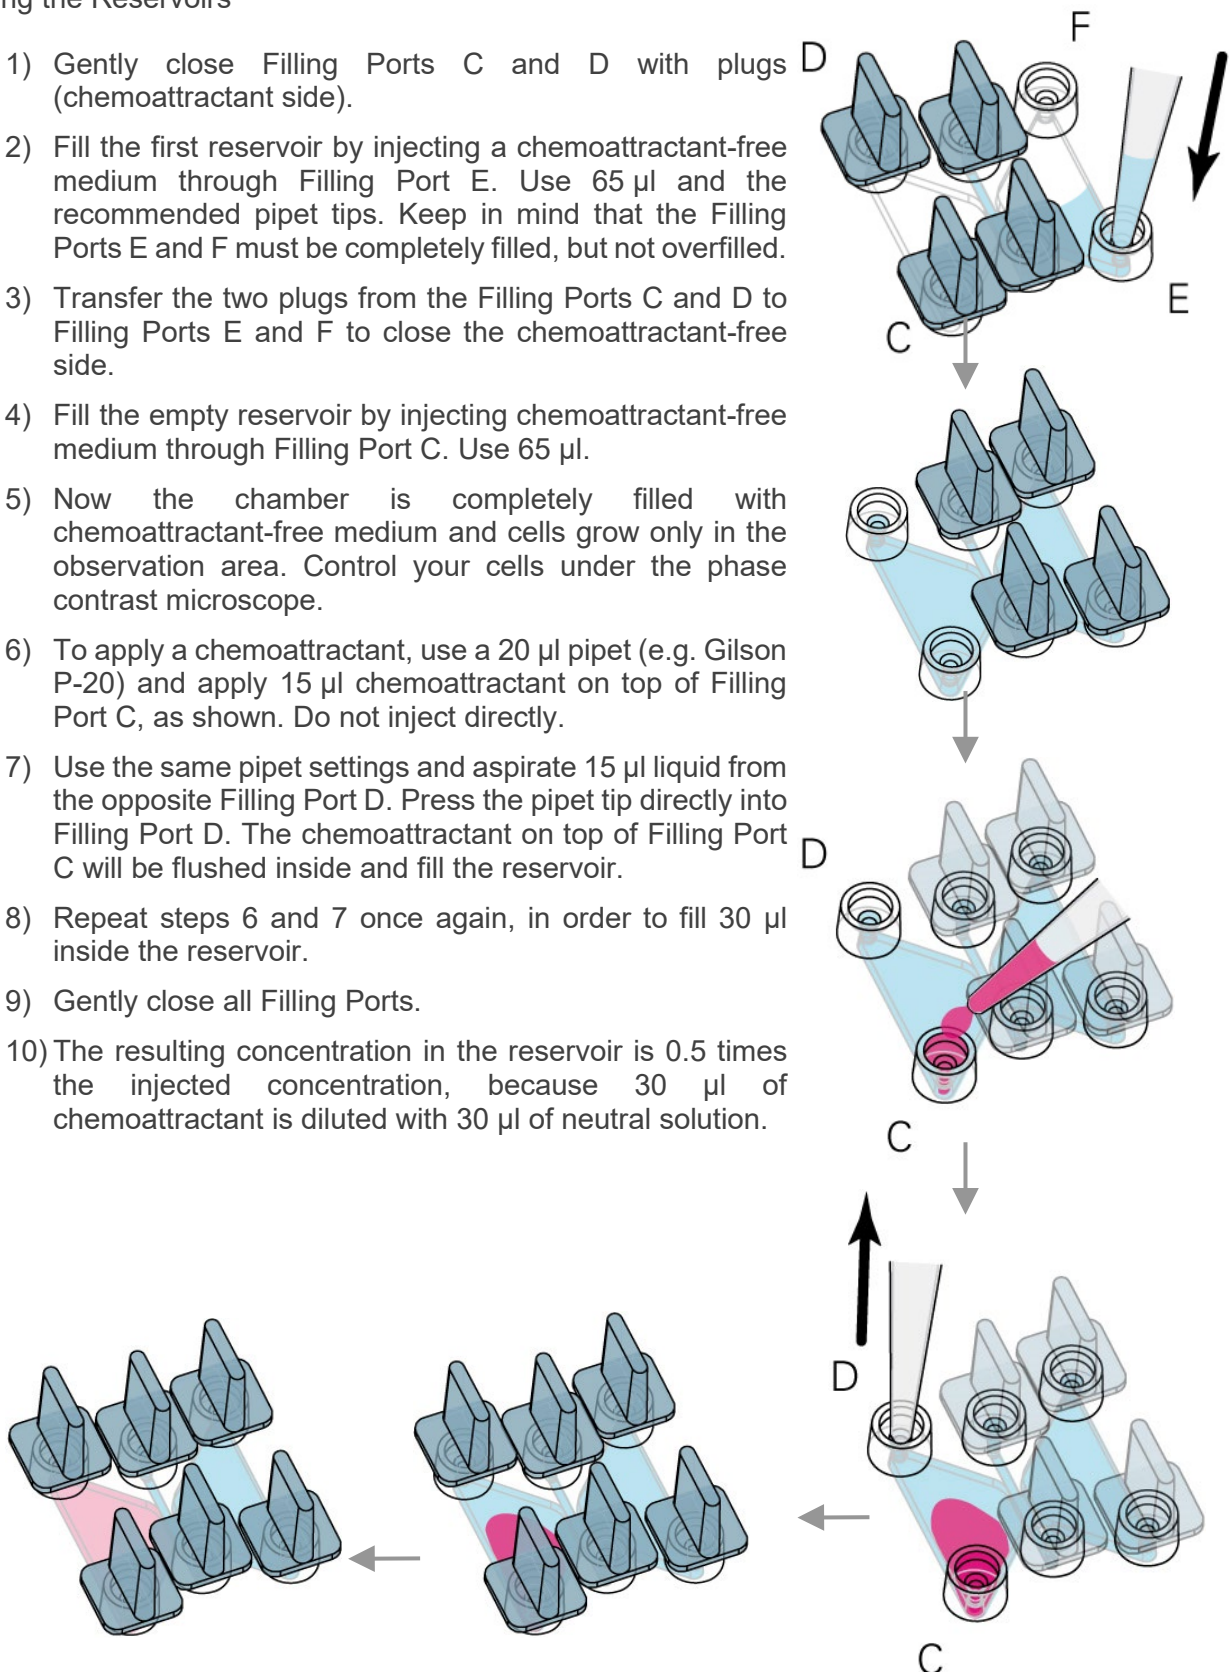 ng the Reservoirs
1) Gently close Filling Ports C and D with plugs
(chemoattractant side).
2) Fill the first reservoir by injecting a chemoattractant-free
medium through Filling Port E. Use 65 µl and the
recommended pipet tips. Keep in mind that the Filling
Ports E and F must be completely filled, but not overfilled.
3) Transfer the two plugs from the Filling Ports C and D to
Filling Ports E and F to close the chemoattractant-free
side.
4) Fill the empty reservoir by injecting chemoattractant-free
medium through Filling Port C. Use 65 µl.
5) Now the chamber is completely filled with
chemoattractant-free medium and cells grow only in the
observation area. Control your cells under the phase
contrast microscope.
6) To apply a chemoattractant, use a 20 µl pipet (e.g. Gilson
P-20) and apply 15 µl chemoattractant on top of Filling
Port C, as shown. Do not inject directly.
7) Use the same pipet settings and aspirate 15 µl liquid from
the opposite Filling Port D. Press the pipet tip directly into
Filling Port D. The chemoattractant on top of Filling Port
C will be flushed inside and fill the reservoir.
8) Repeat steps 6 and 7 once again, in order to fill 30 µl
inside the reservoir.
9) Gently close all Filling Ports.
10) The resulting concentration in the reservoir is 0.5 times
the injected concentration, because 30 µl of
chemoattractant is diluted with 30 µl of neutral solution.
F
D
E
C
D
C
D
C